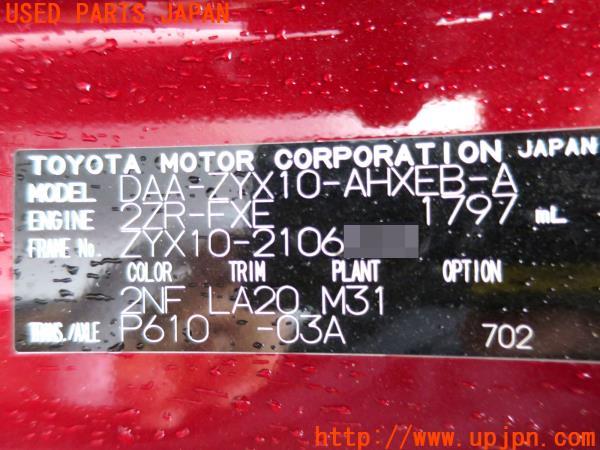 USED PARTS JAPAN
TOYOTA MOTOR CORPORATION JAPAN
MODEL DAA-ZYX10-AHXEB-A
ENGINE 2ZR-FXE 1797 mL
FRAME No. ZYX10-2106
COLOR TRIM PLANT OPTION
2NF LA20 M31
TRANS./AXLE P610 -03A 702
http://www.upjpn.com